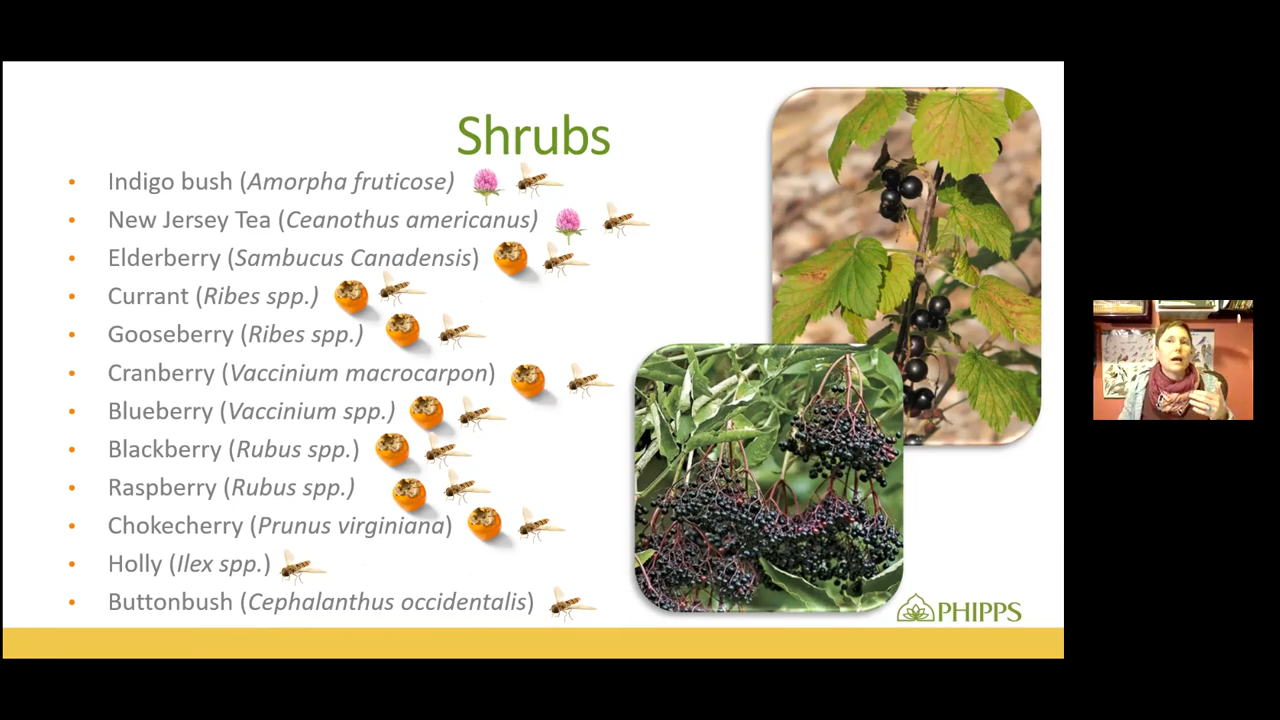 Shrubs
• Indigo bush (Amorpha fruticose)
• New Jersey Tea (Ceanothus americanus)
• Elderberry (Sambucus Canadensis)
• Currant (Ribes spp.)
• Gooseberry (Ribes spp.)
• Cranberry (Vaccinium macrocarpon)
• Blueberry (Vaccinium spp.)
• Blackberry (Rubus spp.)
• Raspberry (Rubus spp.)
• Chokecherry (Prunus virginiana)
• Holly (Ilex spp.)
• Buttonbush (Cephalanthus occidentalis)
PHIPPS